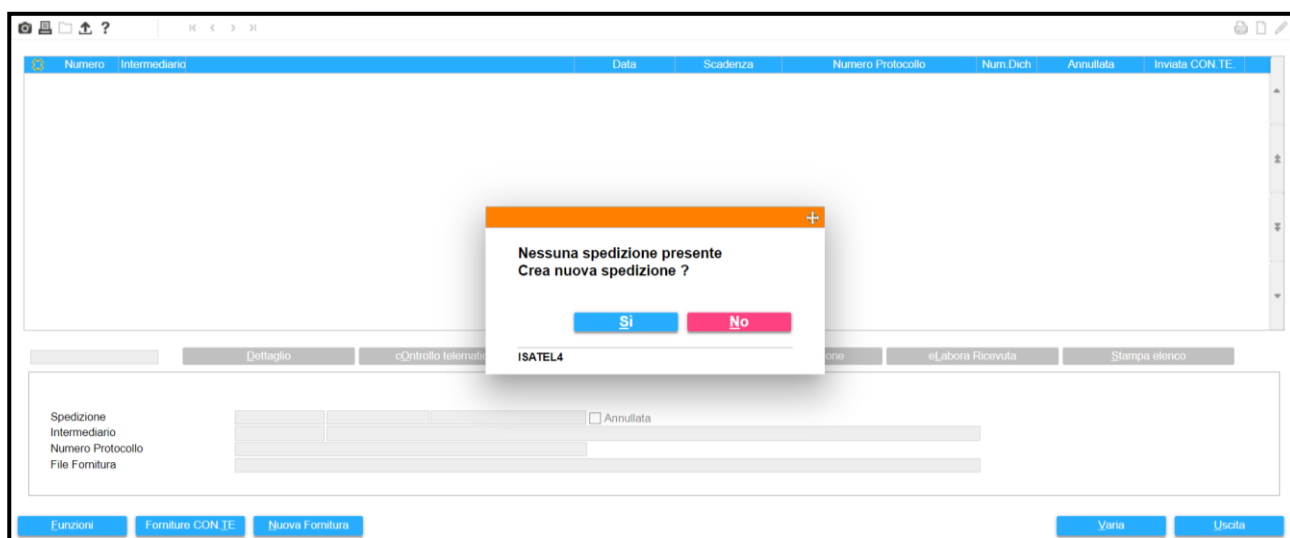 ?
Numero Intermediario Data Scadenza Numero Protocollo Num.Dich Annullata Inviata CON.TE.
Nessuna spedizione presente
Crea nuova spedizione ?
Sì No
ISATEL4
Dettaglio cOntrollo eLabora Ricevuta Stampa elenco
Spedizione Annullata
Intermediario
Numero Protocollo
File Fornitura
Funzioni Forniture CON.TE Nuova Fornitura Varia Uscita